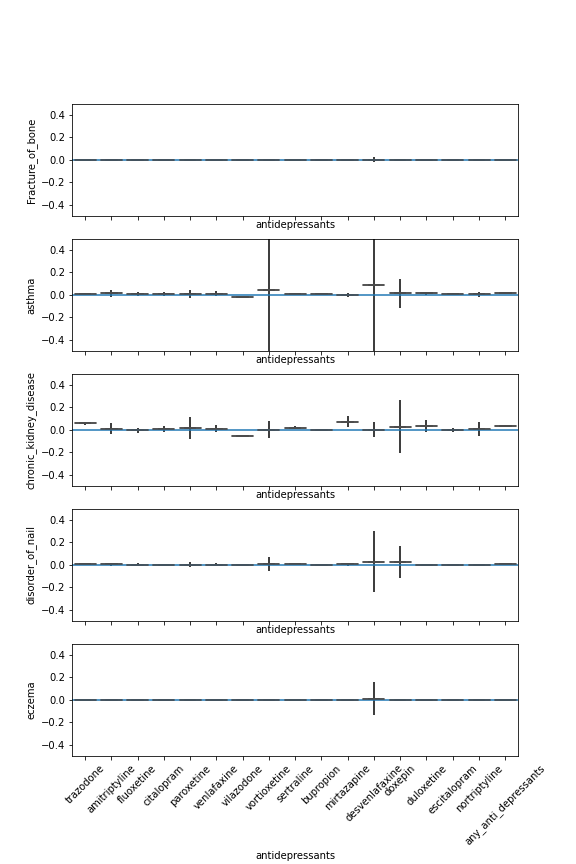 0.4
0.2
0.0
−0.2
−0.4
Fracture_of_bone
antidepressants
0.4
0.2
0.0
−0.2
−0.4
asthma
antidepressants
0.4
0.2
0.0
−0.2
−0.4
chronic_kidney_disease
antidepressants
0.4
0.2
0.0
−0.2
−0.4
disorder_of_nail
antidepressants
0.4
0.2
0.0
−0.2
−0.4
eczema
trazodone
amitriptyline
fluoxetine
citalopram
paroxetine
venlafaxine
vilazodone
vortioxetine
sertraline
bupropion
mirtazapine
desvenlafaxine
doxepin
duloxetine
escitalopram
nortriptyline
any_anti_depressants
antidepressants